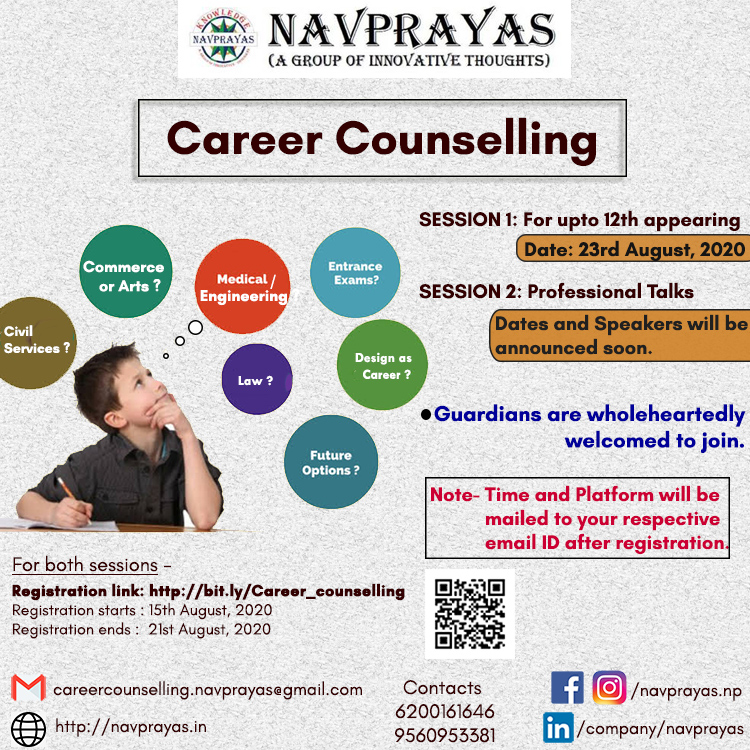 KNOWLEDGE
NAVPRAYAS
NAVPRAYAS
(A GROUP OF INNOVATIVE THOUGHTS)
Career Counselling
SESSION 1: For upto 12th appearing
Date: 23rd August, 2020
SESSION 2: Professional Talks
Dates and Speakers will be
announced soon.
Commerce
or Arts ?
Medical /
Engineering ?
Entrance
Exams?
Civil
Services ?
Law ?
Design as
Career ?
Future
Options ?
Guardians are wholeheartedly
welcomed to join.
Note- Time and Platform will be
mailed to your respective
email ID after registration.
For both sessions -
Registration link: http://bit.ly/Career_counselling
Registration starts : 15th August, 2020
Registration ends : 21st August, 2020
careercounselling.navprayas@gmail.com
http://navprayas.in
Contacts
6200161646
9560953381
/navprayas.np
/company/navprayas